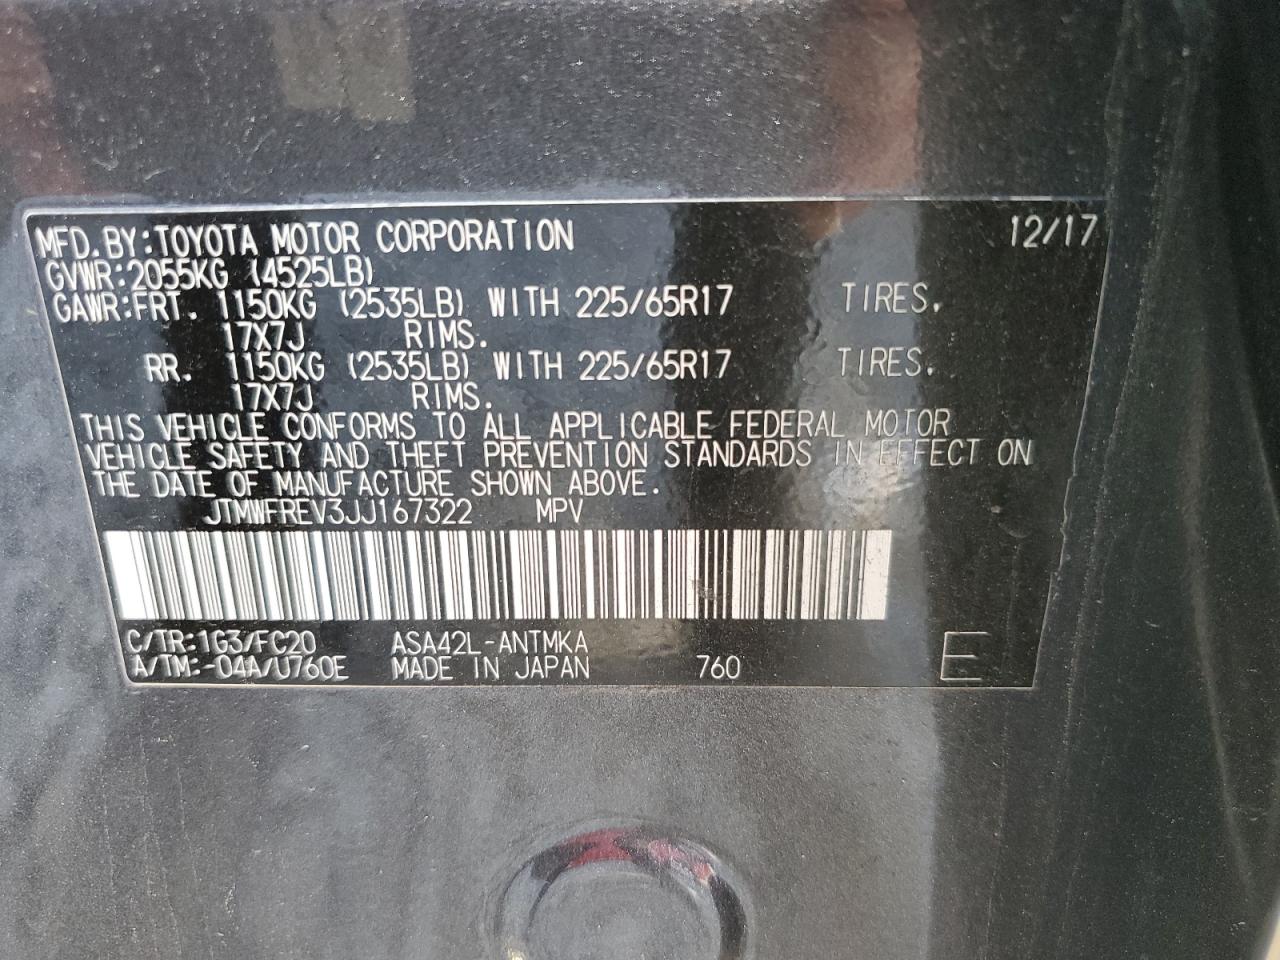 MFD.BY:TOYOTA MOTOR CORPORATION 12/17
GVWR:2055KG (4525LB)
GAWR:FRT. 1150KG (2535LB) WITH 225/65R17 TIRES.
17X7J RIMS.
RR. 1150KG (2535LB) WITH 225/65R17 TIRES.
17X7J RIMS.
THIS VEHICLE CONFORMS TO ALL APPLICABLE FEDERAL MOTOR
VEHICLE SAFETY AND THEFT PREVENTION STANDARDS IN EFFECT ON
THE DATE OF MANUFACTURE SHOWN ABOVE.
JTMWFREV3JJ167322 MPV
C/TR:1G3/FC20 ASA42L-ANTMKA
A/TM:-04A/U760E MADE IN JAPAN 760 E